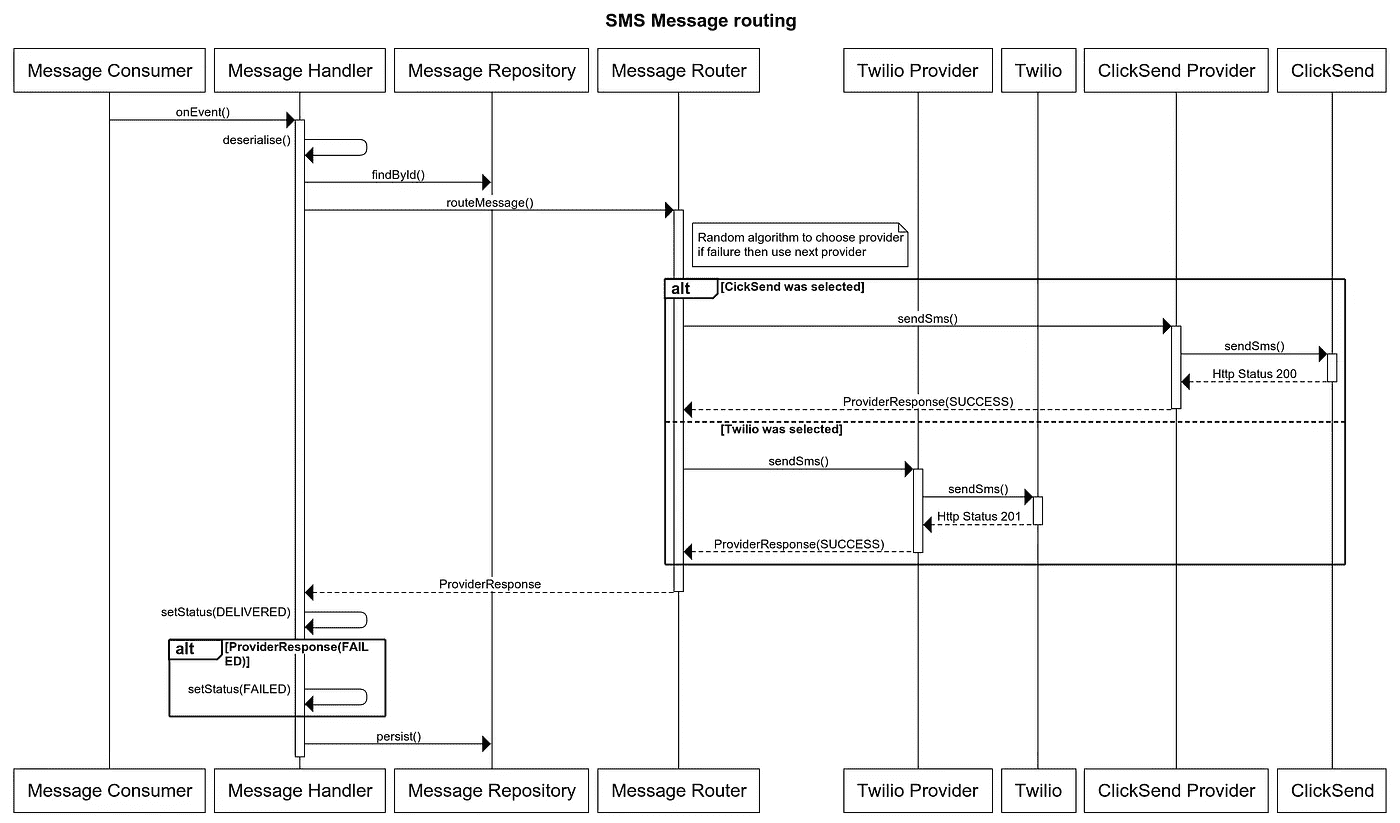 SMS Message routing
Message Consumer
Message Handler
Message Repository
Message Router
Twilio Provider
Twilio
ClickSend Provider
ClickSend
onEvent()
deserialise()
findById()
routeMessage()
Random algorithm to choose provider
if failure then use next provider
alt
[CickSend was selected]
sendSms()
sendSms()
Http Status 200
ProviderResponse(SUCCESS)
[Twilio was selected]
sendSms()
sendSms()
Http Status 201
ProviderResponse(SUCCESS)
ProviderResponse
setStatus(DELIVERED)
alt
[ProviderResponse(FAIL
ED)]
setStatus(FAILED)
persist()
Message Consumer
Message Handler
Message Repository
Message Router
Twilio Provider
Twilio
ClickSend Provider
ClickSend